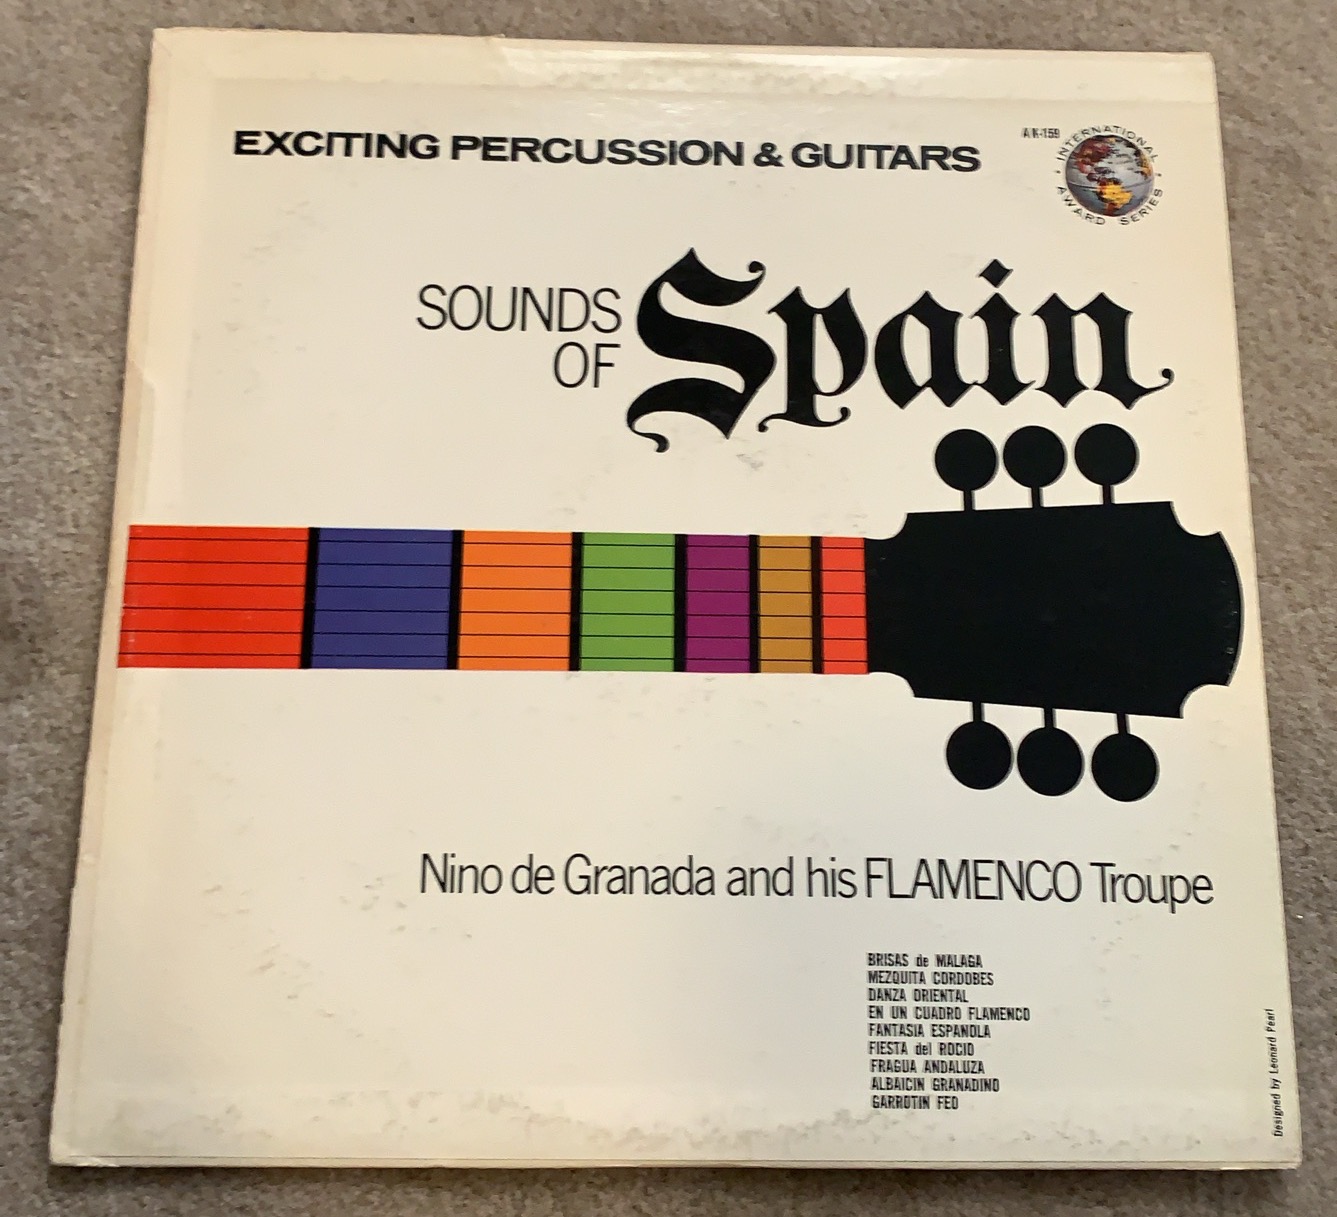 EXCITING PERCUSSION & GUITARS
AK-159
INTERNATIONAL
AWARD SERIES
SOUNDS
OF
Spain
Nino de Granada and his FLAMENCO Troupe
BRISAS de MALAGA
MEZQUITA CORDOBES
DANZA ORIENTAL
EN UN CUADRO FLAMENCO
FANTASIA ESPANOLA
FIESTA del ROCIO
FRAGUA ANDALUZA
ALBAICIN GRANADINO
GARROTIN FEO
Designed by Leonard Pearl